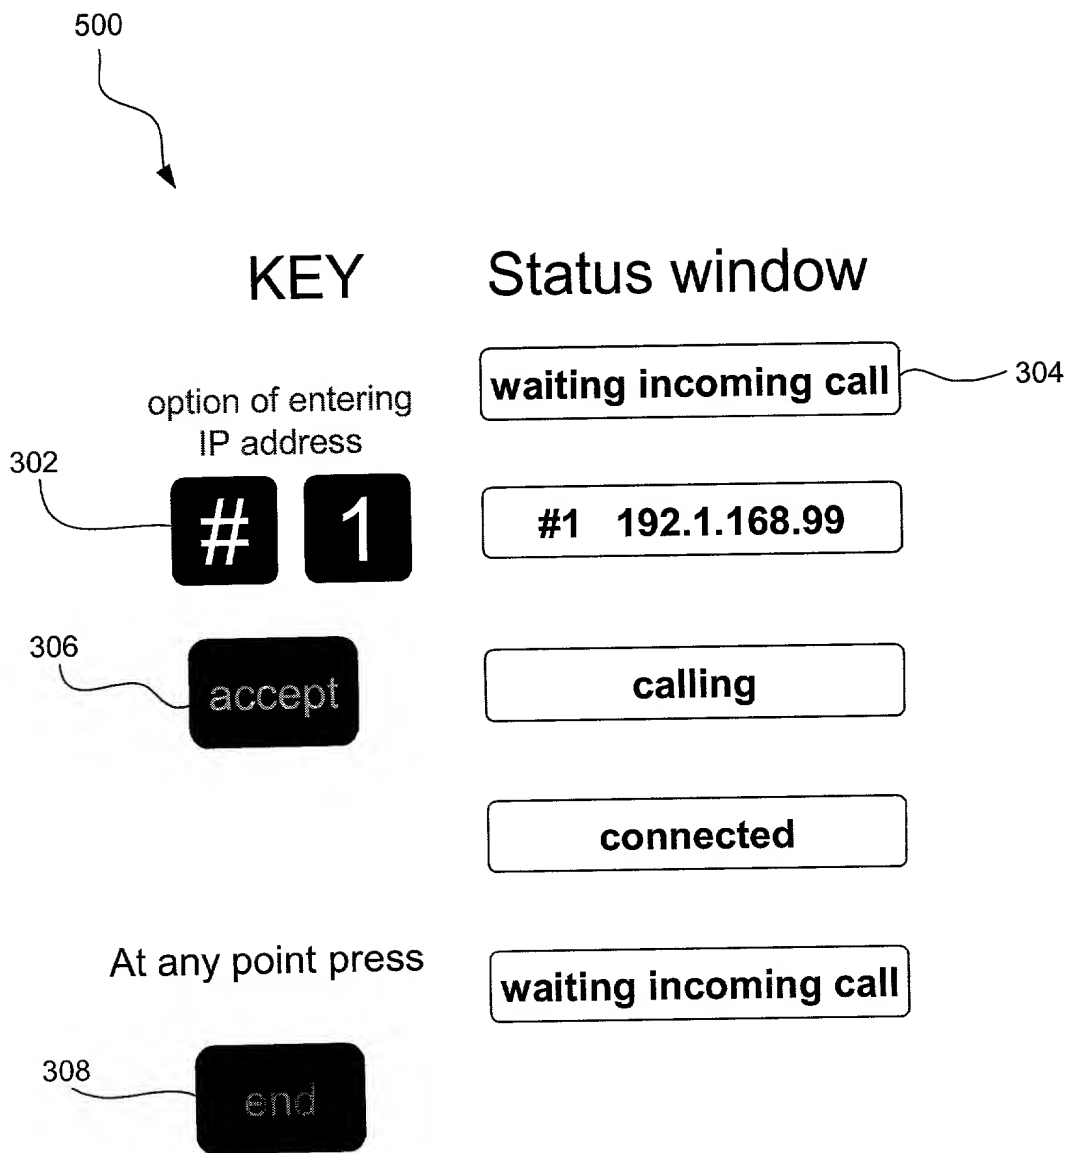 500
KEY Status window
waiting incoming call 304
option of entering
IP address
302
# 1 #1 192.1.168.99
306
accept calling
connected
At any point press waiting incoming call
308
end